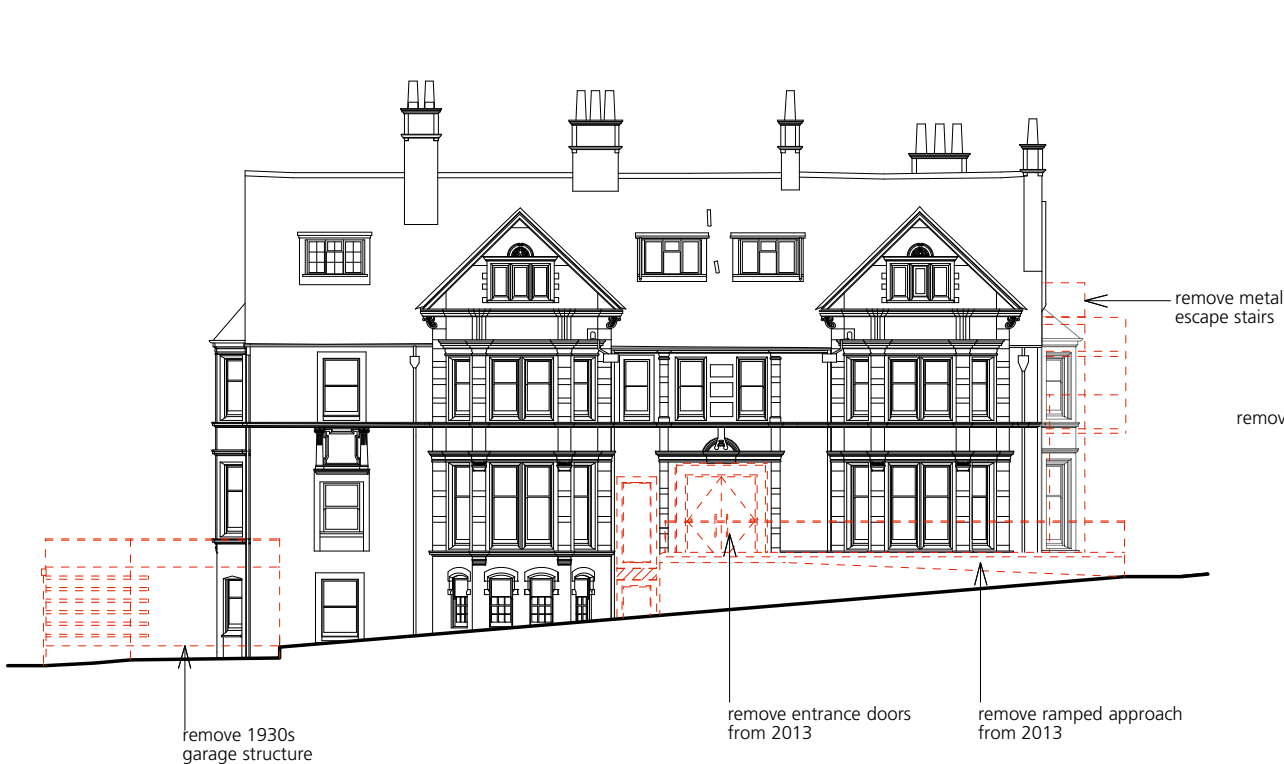 remove metal
escape stairs
remove entrance doors
from 2013
remove ramped approach
from 2013
remove 1930s
garage structure